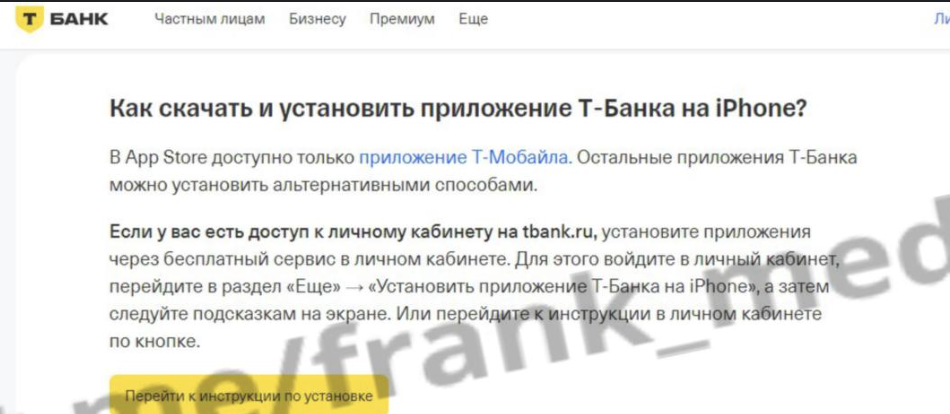 Т БАНК Частным лицам Бизнесу Премиум Еще
Как скачать и установить приложение Т-Банка на iPhone?
В App Store доступно только приложение Т-Мобайла. Остальные приложения Т-Банка
можно установить альтернативными способами.
Если у вас есть доступ к личному кабинету на tbank.ru, установите приложения
через бесплатный сервис в личном кабинете. Для этого войдите в личный кабинет,
перейдите в раздел «Еще» → «Установить приложение Т-Банка на iPhone», а затем
следуйте подсказкам на экране. Или перейдите к инструкции в личном кабинете
по кнопке.
Перейти к инструкции по установке
.me/frank_med